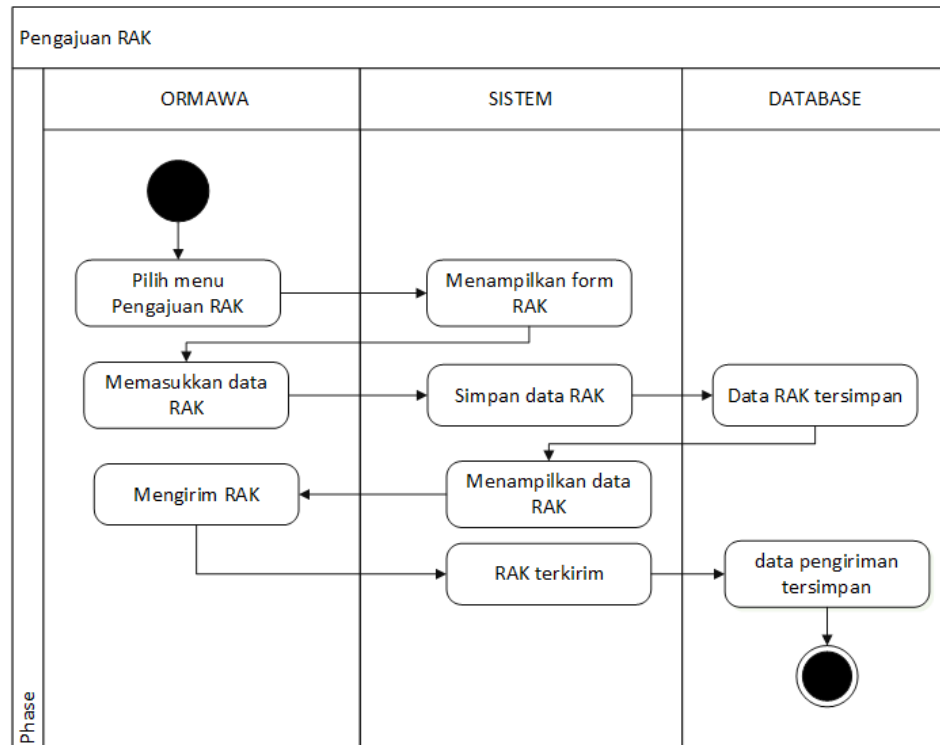 Pengajuan RAK
ORMAWA
SISTEM
DATABASE
Pilih menu
Pengajuan RAK
Menampilkan form
RAK
Memasukkan data
RAK
Simpan data RAK
Data RAK tersimpan
Menampilkan data
RAK
Mengirim RAK
RAK terkirim
data pengiriman
tersimpan
Phase